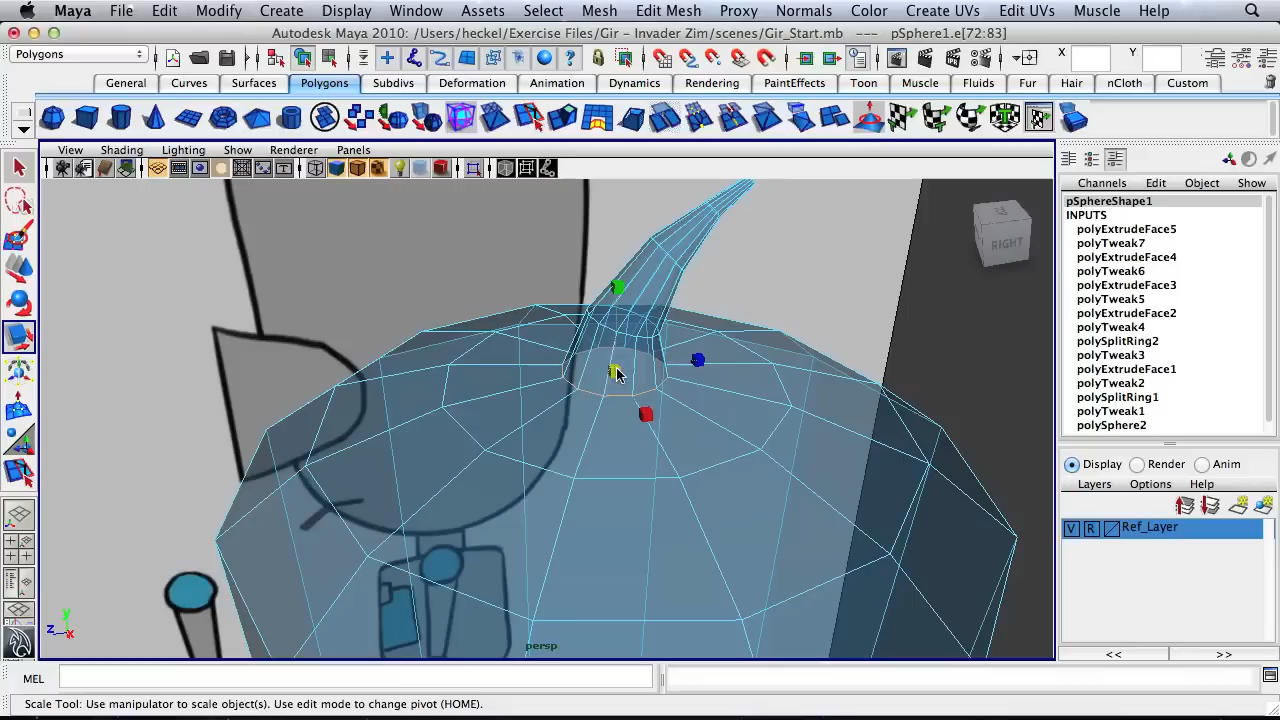 Maya File Edit Modify Create Display Window Assets Select Mesh Edit Mesh Proxy Normals Color Create UVs Edit UVs Muscle Help
Autodesk Maya 2010: /Users/heckel/Exercise Files/Gir - Invader Zim/scenes/Gir_Start.mb --- pSphere1.e[72:83]
Polygons X Y
General Curves Surfaces Polygons Subdivs Deformation Animation Dynamics Rendering PaintEffects Toon Muscle Fluids Fur Hair nCloth Custom
View Shading Lighting Show Renderer Panels
Channels Edit Object Show
pSphereShape1
INPUTS
polyExtrudeFace5
polyTweak7
polyExtrudeFace4
polyTweak6
polyExtrudeFace3
polyTweak5
polyExtrudeFace2
polyTweak4
polySplitRing2
polyTweak3
polyExtrudeFace1
polyTweak2
polySplitRing1
polyTweak1
polySphere2
RIGHT
Display Render Anim
Layers Options Help
V R Ref_Layer
y
z x
persp
<< >>
MEL
Scale Tool: Use manipulator to scale object(s). Use edit mode to change pivot (HOME).